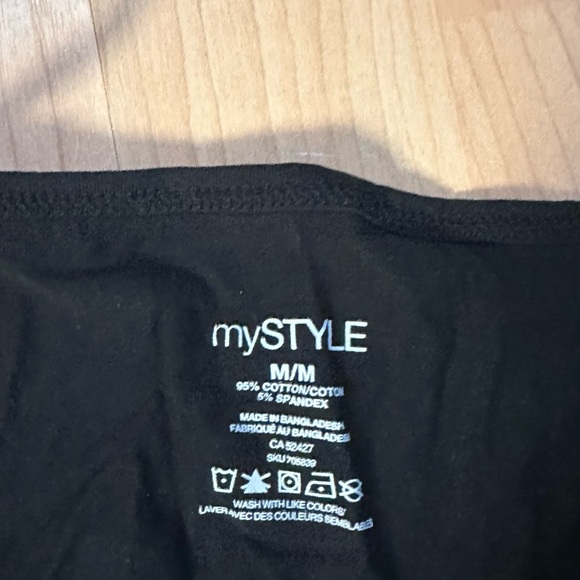 mySTYLE
M/M
95% COTTON/COTON
5% SPANDEX
MADE IN BANGLADESH
FABRIQUÉ AU BANGLADESH
CA 52427
SKU 705839
WASH WITH LIKE COLORS/
LAVER AVEC DES COULEURS SEMBLABLES